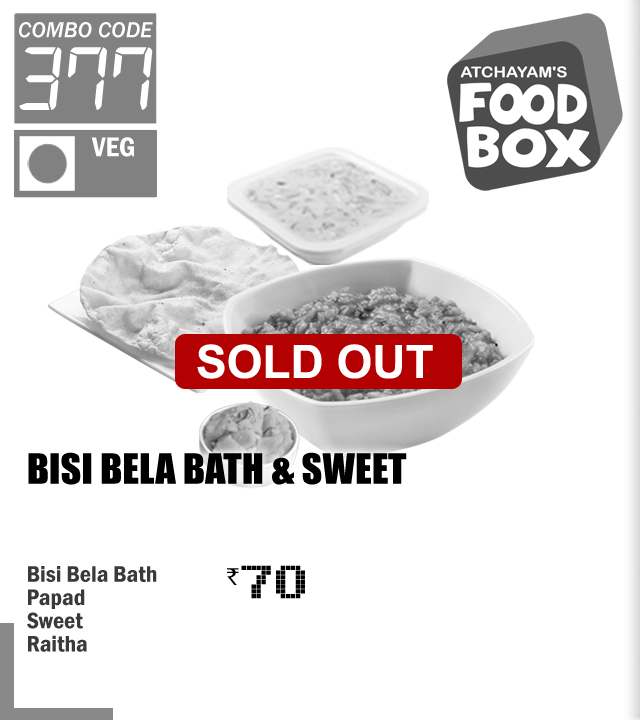 COMBO CODE
377
VEG
ATCHAYAM'S
FOOD
BOX
SOLD OUT
BISI BELA BATH & SWEET
Bisi Bela Bath
₹70
Papad
Sweet
Raitha